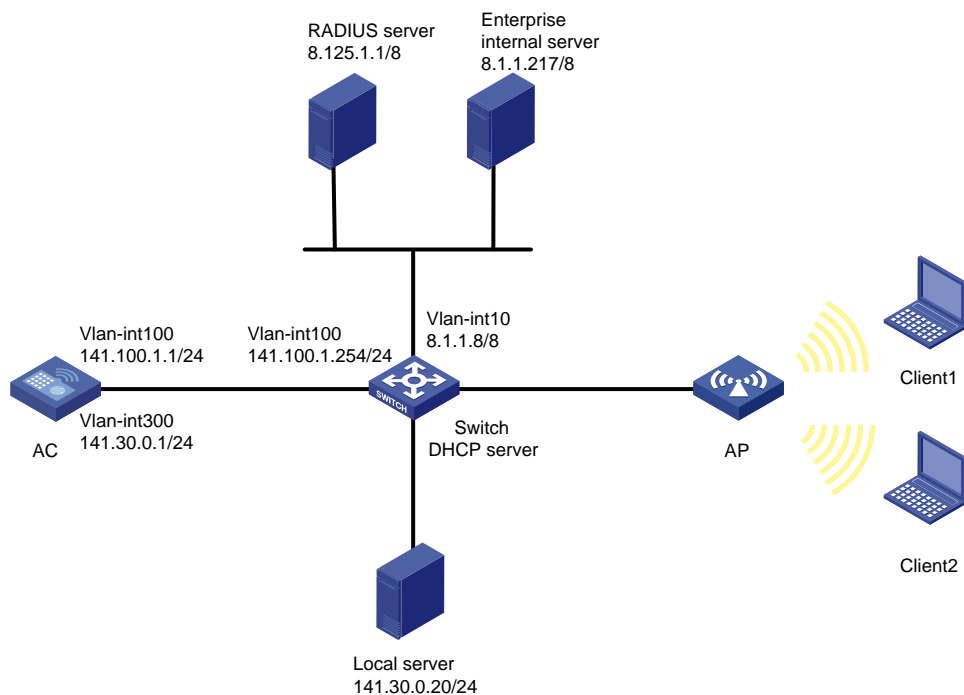 RADIUS server
8.125.1.1/8
Enterprise
internal server
8.1.1.217/8
Vlan-int100
141.100.1.1/24
Vlan-int100
141.100.1.254/24
Vlan-int10
8.1.1.8/8
SWITCH
Vlan-int300
141.30.0.1/24
AC
Switch
DHCP server
AP
Client1
Client2
Local server
141.30.0.20/24